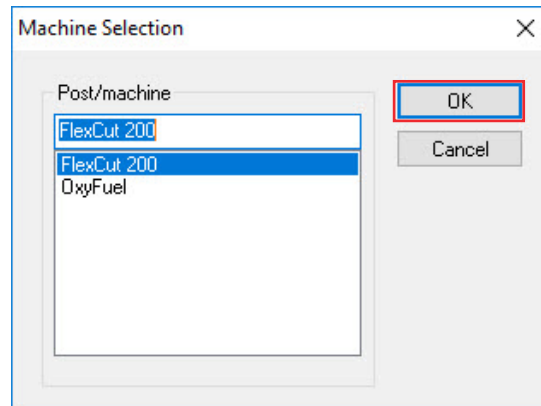 Machine Selection
Post/machine
FlexCut 200
FlexCut 200
OxyFuel
OK
Cancel